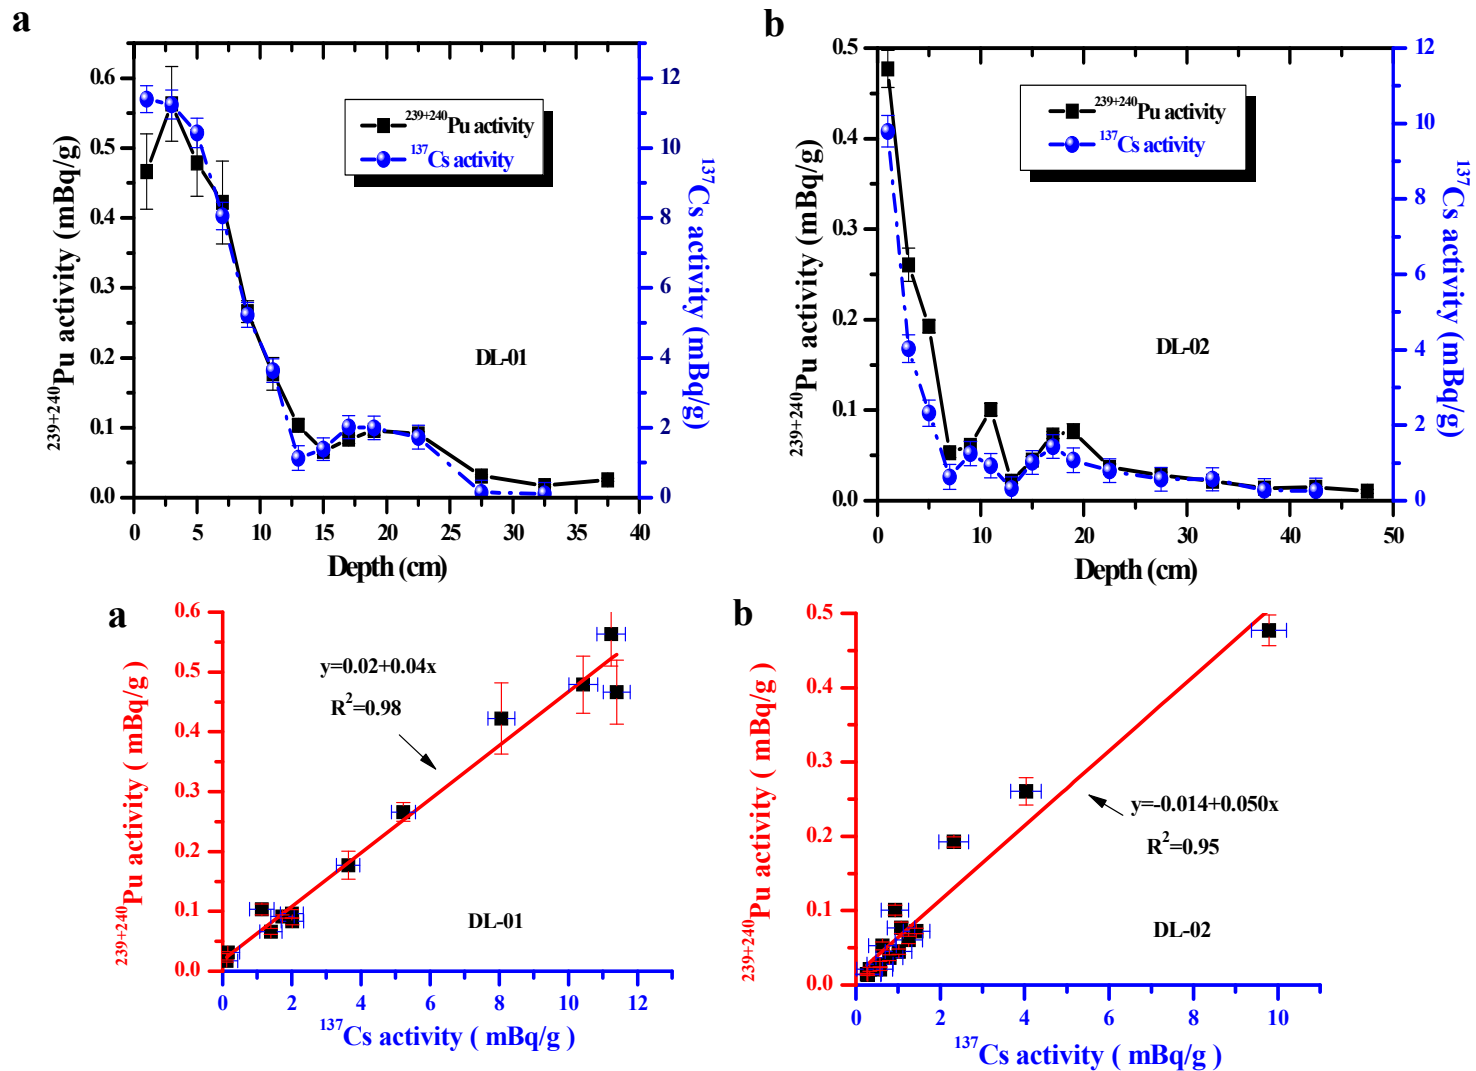 a
0.6
0.5
0.4
0.3
0.2
0.1
0.0
²³⁹⁺²⁴⁰Pu activity (mBq/g)
0 5 10 15 20 25 30 35 40
Depth (cm)
12
10
8
6
4
2
0
¹³⁷Cs activity (mBq/g)
²³⁹⁺²⁴⁰Pu activity
¹³⁷Cs activity
DL-01
b
0.5
0.4
0.3
0.2
0.1
0.0
²³⁹⁺²⁴⁰Pu activity (mBq/g)
0 10 20 30 40 50
Depth (cm)
12
10
8
6
4
2
0
¹³⁷Cs activity (mBq/g)
²³⁹⁺²⁴⁰Pu activity
¹³⁷Cs activity
DL-02
a
0.6
0.5
0.4
0.3
0.2
0.1
0.0
²³⁹⁺²⁴⁰Pu activity ( mBq/g )
y=0.02+0.04x
R²=0.98
DL-01
0 2 4 6 8 10 12
¹³⁷Cs activity ( mBq/g )
b
0.5
0.4
0.3
0.2
0.1
0.0
²³⁹⁺²⁴⁰Pu activity ( mBq/g )
y=-0.014+0.050x
R²=0.95
DL-02
0 2 4 6 8 10
¹³⁷Cs activity ( mBq/g )